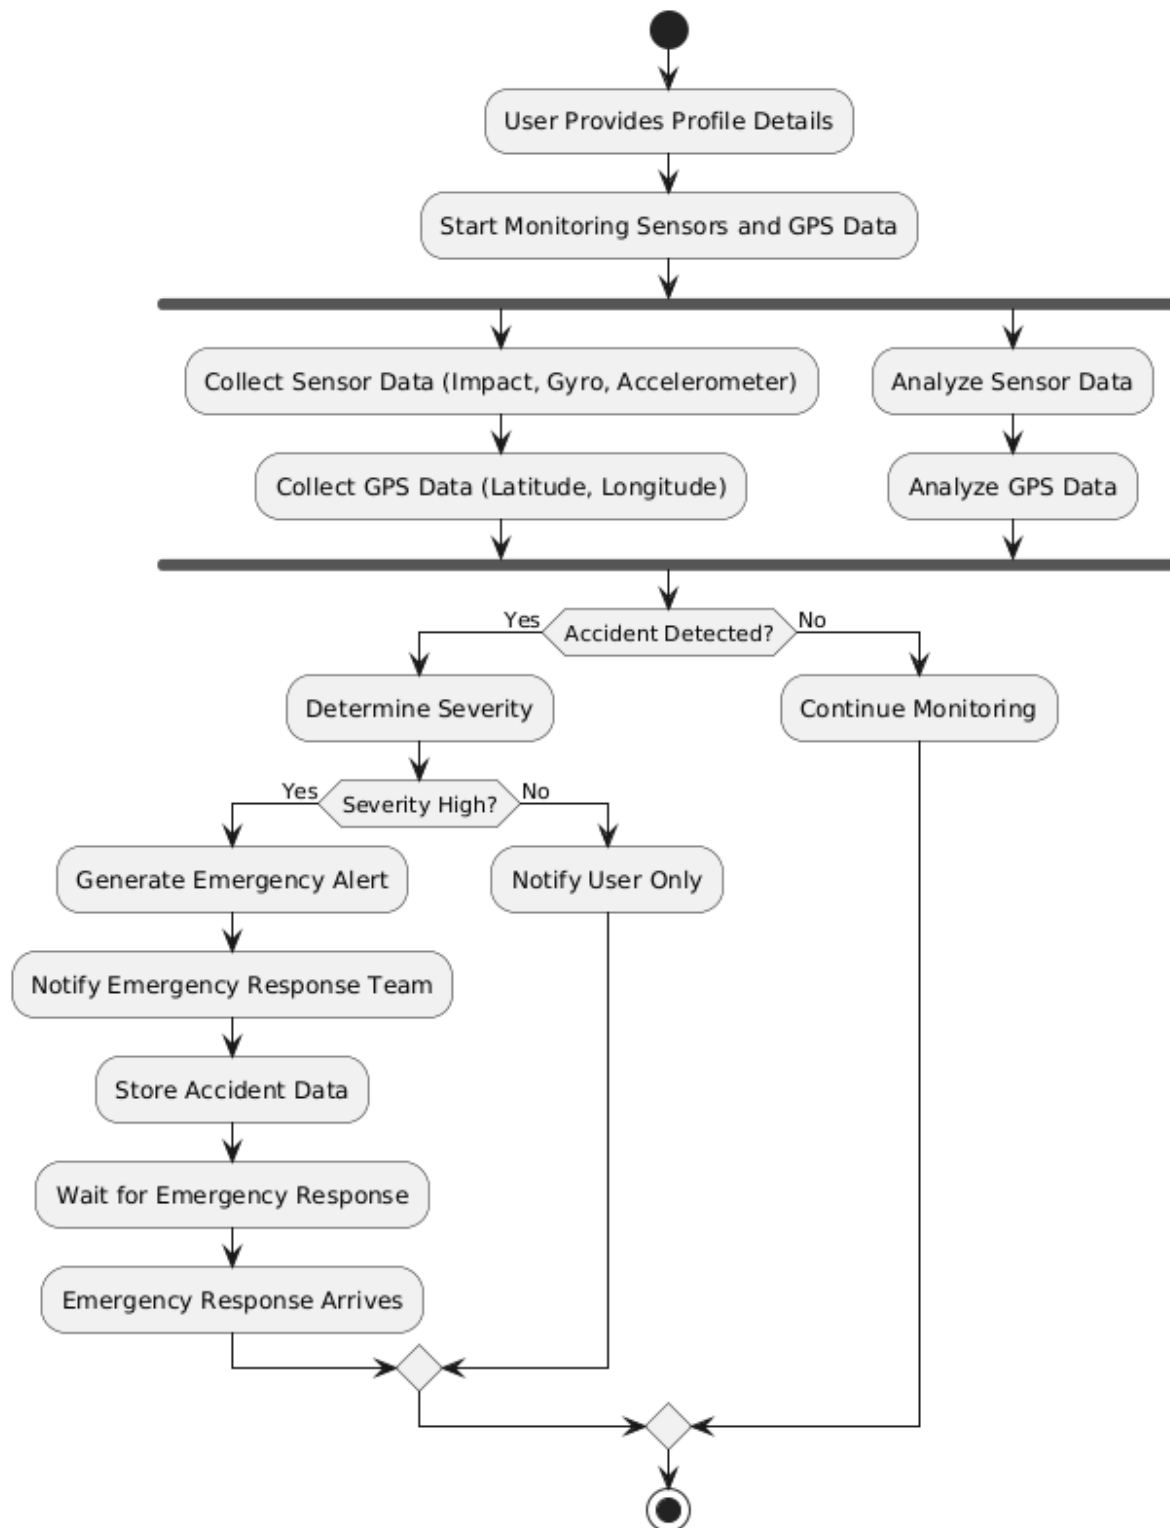 User Provides Profile Details
Start Monitoring Sensors and GPS Data
Collect Sensor Data (Impact, Gyro, Accelerometer)
Analyze Sensor Data
Collect GPS Data (Latitude, Longitude)
Analyze GPS Data
Yes
Accident Detected?
No
Determine Severity
Continue Monitoring
Yes
Severity High?
No
Generate Emergency Alert
Notify User Only
Notify Emergency Response Team
Store Accident Data
Wait for Emergency Response
Emergency Response Arrives